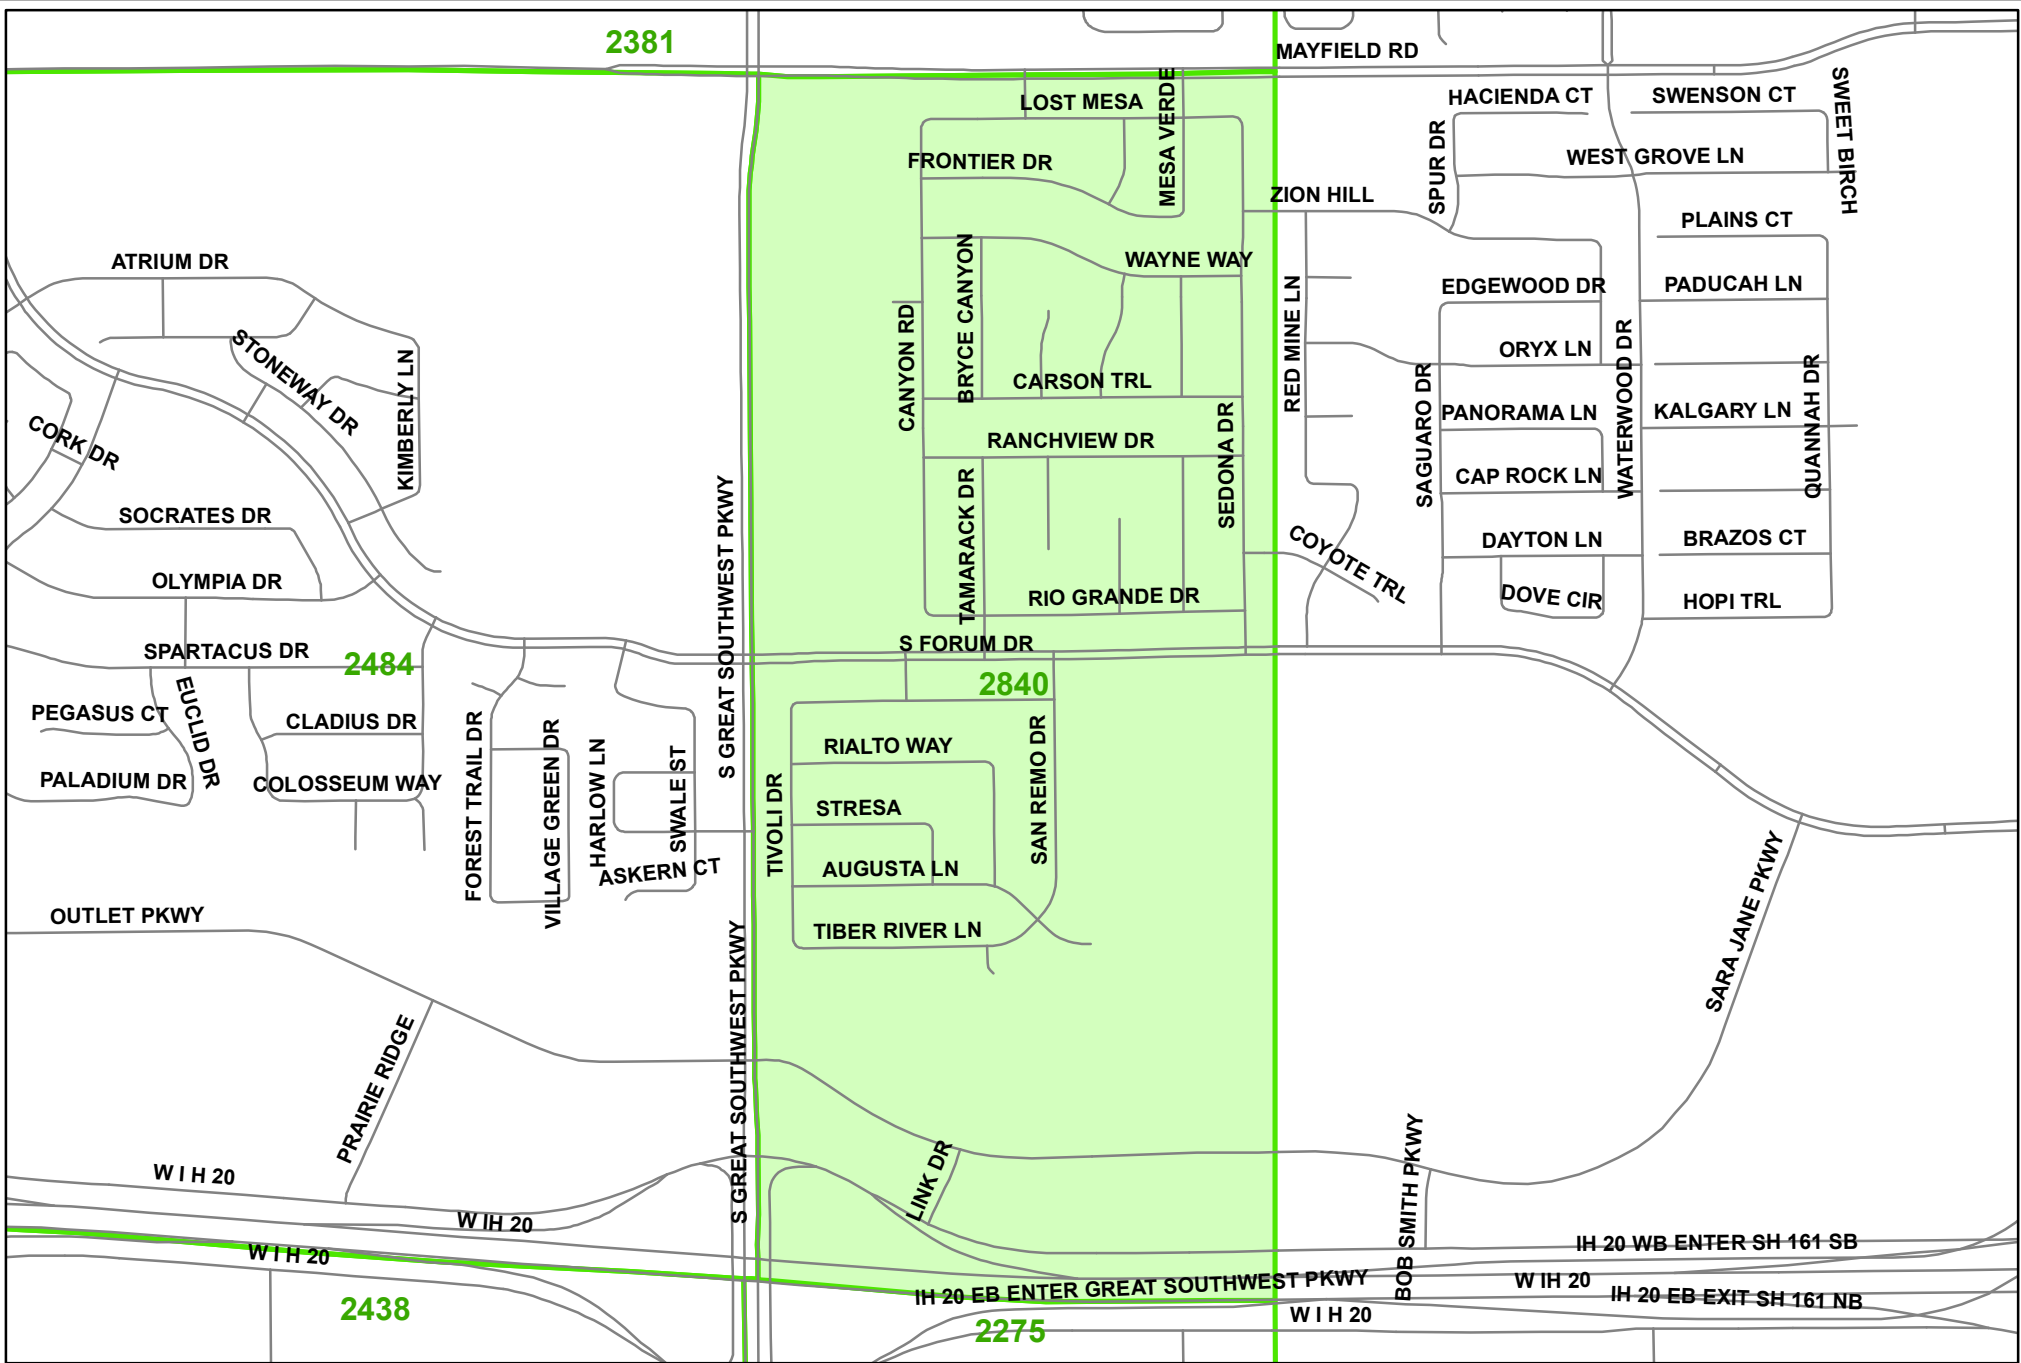 2381
MAYFIELD RD
LOST MESA
MESA VERDE
HACIENDA CT
SWENSON CT
SWEET BIRCH
SPUR DR
WEST GROVE LN
FRONTIER DR
ZION HILL
PLAINS CT
ATRIUM DR
BRYCE CANYON
WAYNE WAY
RED MINE LN
EDGEWOOD DR
PADUCAH LN
STONEWAY DR
KIMBERLY LN
CANYON RD
ORYX LN
WATERWOOD DR
CARSON TRL
SAGUARO DR
PANORAMA LN
KALGARY LN
QUANNAH DR
CORK DR
RANCHVIEW DR
SEDONA DR
CAP ROCK LN
SOCRATES DR
S GREAT SOUTHWEST PKWY
TAMARACK DR
COYOTE TRL
DAYTON LN
BRAZOS CT
OLYMPIA DR
RIO GRANDE DR
DOVE CIR
HOPI TRL
SPARTACUS DR
2484
S FORUM DR
2840
PEGASUS CT
EUCLID DR
CLADIUS DR
FOREST TRAIL DR
VILLAGE GREEN DR
HARLOW LN
SWALE ST
RIALTO WAY
SAN REMO DR
PALADIUM DR
COLOSSEUM WAY
TIVOLI DR
STRESA
ASKERN CT
AUGUSTA LN
SARA JANE PKWY
OUTLET PKWY
TIBER RIVER LN
S GREAT SOUTHWEST PKWY
PRAIRIE RIDGE
LINK DR
BOB SMITH PKWY
W I H 20
W IH 20
W I H 20
IH 20 WB ENTER SH 161 SB
IH 20 EB ENTER GREAT SOUTHWEST PKWY
W IH 20
IH 20 EB EXIT SH 161 NB
2438
2275
W I H 20